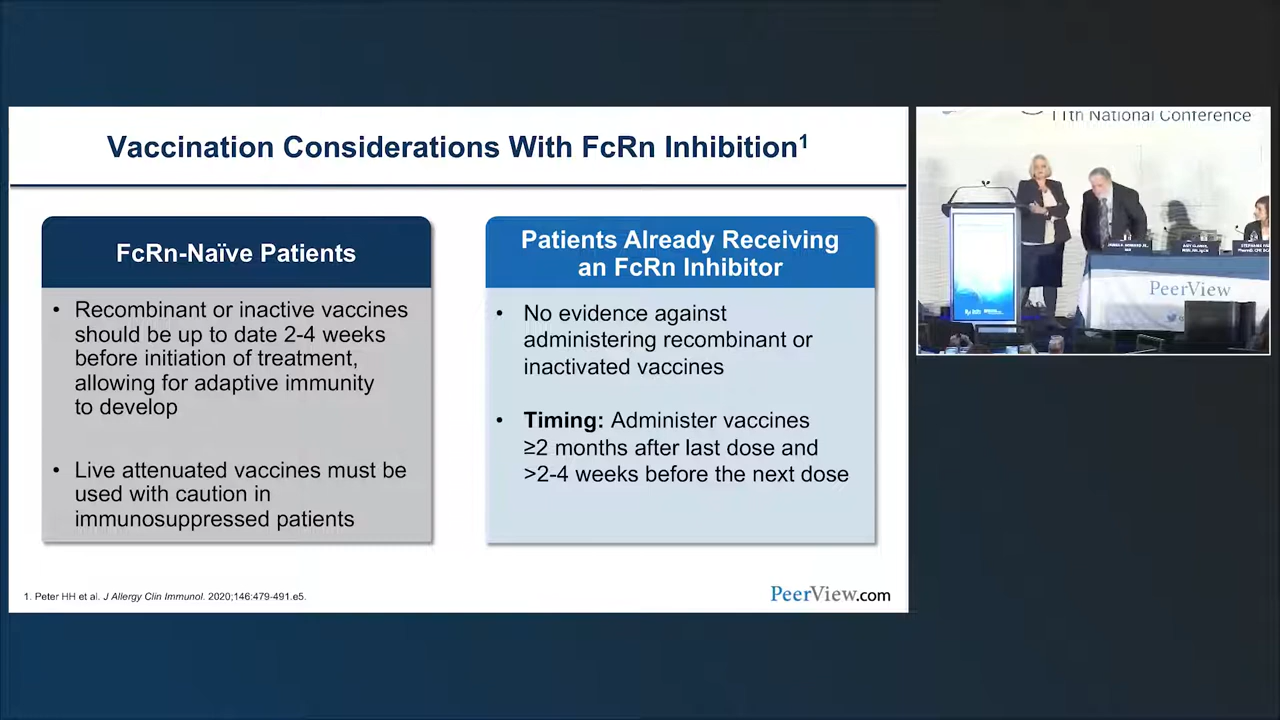 Vaccination Considerations With FcRn Inhibition1
FcRn-Naïve Patients
• Recombinant or inactive vaccines
should be up to date 2-4 weeks
before initiation of treatment,
allowing for adaptive immunity
to develop
• Live attenuated vaccines must be
used with caution in
immunosuppressed patients
Patients Already Receiving
an FcRn Inhibitor
• No evidence against
administering recombinant or
inactivated vaccines
• Timing: Administer vaccines
≥2 months after last dose and
>2-4 weeks before the next dose
1. Peter HH et al. J Allergy Clin Immunol. 2020;146:479-491.e5.
PeerView.com
11th National Conference
PeerView